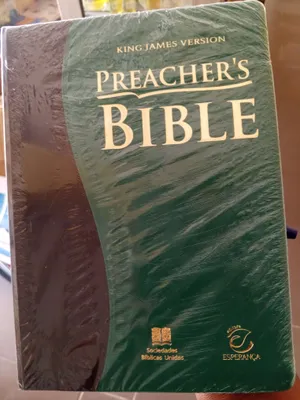 KING JAMES VERSION
PREACHER'S
BIBLE
Sociedades
Bíblicas Unidas
ESPERANÇA